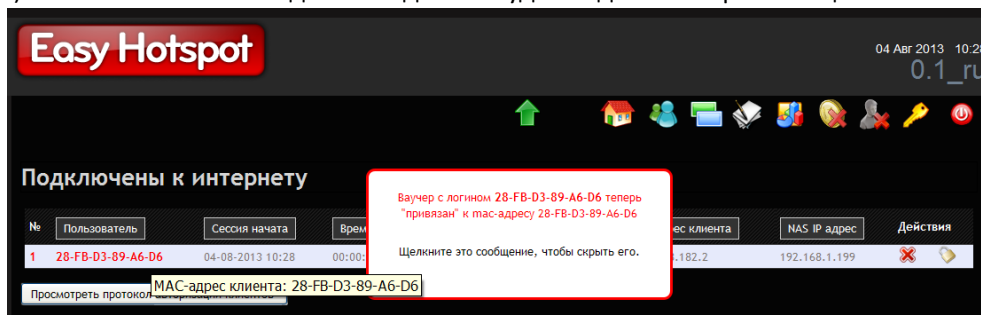 Easy Hotspot
04 Авг 2013 10:28
0.1_ru
Подключены к интернету
Ваучер с логином 28-FB-D3-89-A6-D6 теперь
"привязан" к mac-адресу 28-FB-D3-89-A6-D6
Щелкните это сообщение, чтобы скрыть его.
№ Пользователь Сессия начата клиента NAS IP адрес Действия
1 28-FB-D3-89-A6-D6 04-08-2013 10:28 00:00: .182.2 192.168.1.199
MAC-адрес клиента: 28-FB-D3-89-A6-D6
Просмотреть протокол